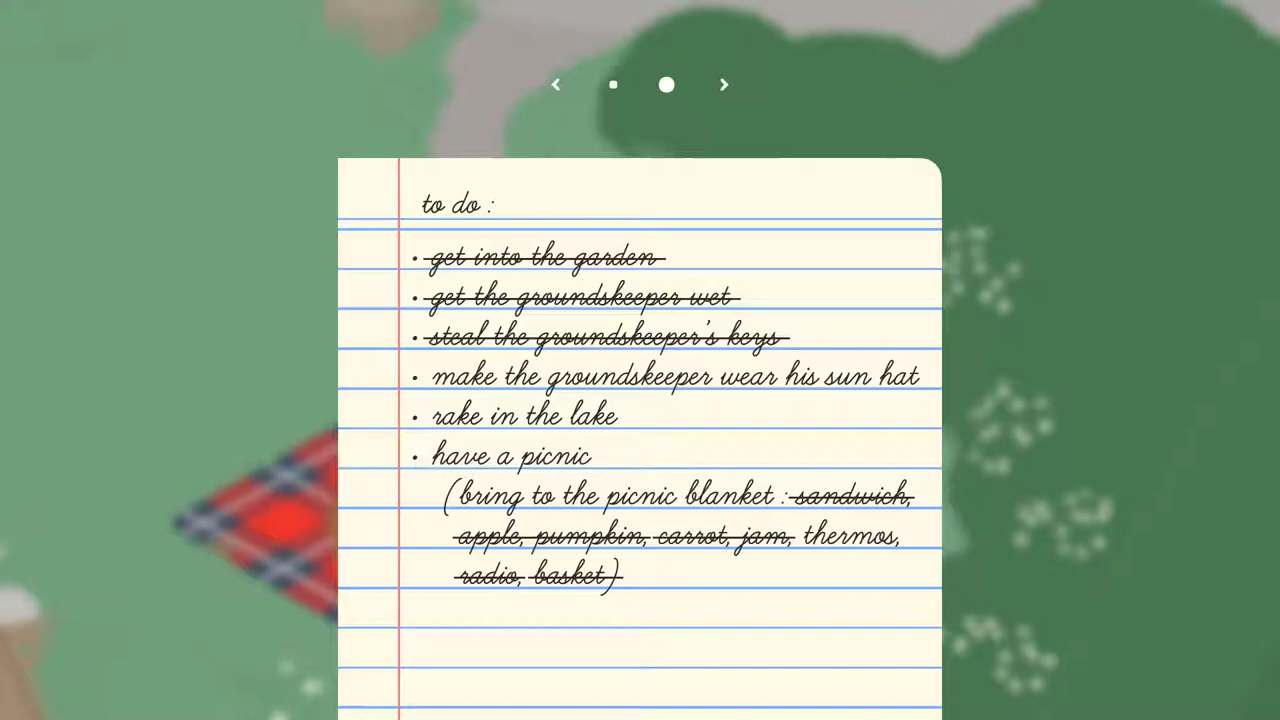 to do :
• get into the garden
• get the groundskeeper wet
• steal the groundskeeper's keys
• make the groundskeeper wear his sun hat
• rake in the lake
• have a picnic
(bring to the picnic blanket : sandwich,
apple, pumpkin, carrot, jam, thermos,
radio, basket)